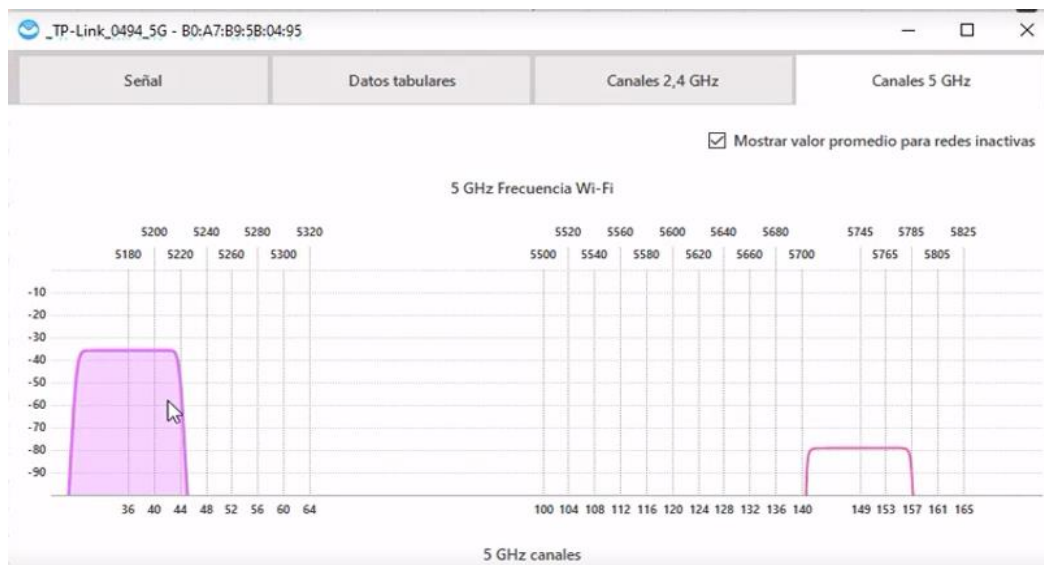 _TP-Link_0494_5G - B0:A7:B9:5B:04:95
Señal Datos tabulares Canales 2,4 GHz Canales 5 GHz
Mostrar valor promedio para redes inactivas
5 GHz Frecuencia Wi-Fi
5200 5240 5280 5320 5520 5560 5600 5640 5680 5745 5785 5825
5180 5220 5260 5300 5500 5540 5580 5620 5660 5700 5765 5805
-10
-20
-30
-40
-50
-60
-70
-80
-90
36 40 44 48 52 56 60 64 100 104 108 112 116 120 124 128 132 136 140 149 153 157 161 165
5 GHz canales